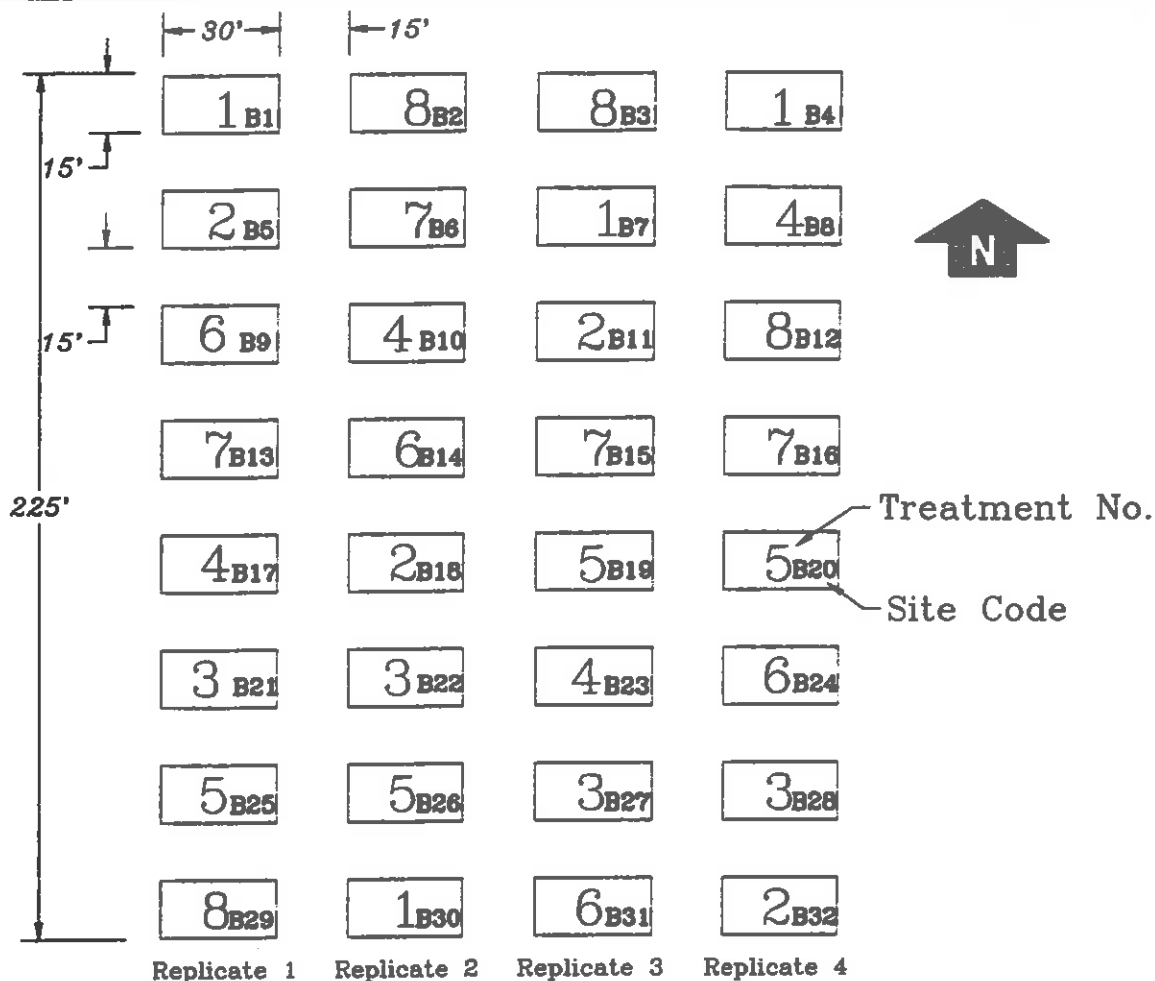 30' 15'
1 B1 8 B2 8 B3 1 B4
15'
2 B5 7 B6 1 B7 4 B8
N
15'
6 B9 4 B10 2 B11 8 B12
7 B13 6 B14 7 B15 7 B16
225'
Treatment No.
4 B17 2 B18 5 B19 5 B20
Site Code
3 B21 3 B22 4 B23 6 B24
5 B25 5 B26 3 B27 3 B28
8 B29 1 B30 6 B31 2 B32
Replicate 1 Replicate 2 Replicate 3 Replicate 4